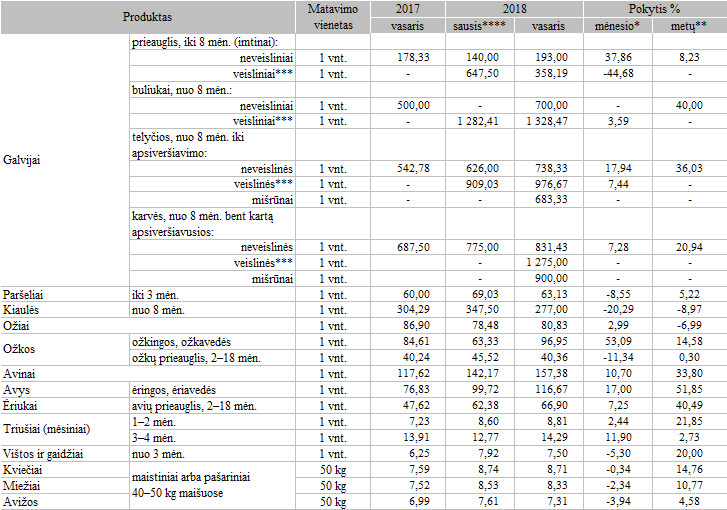 Produktas Matavimo vienetas 2017 2018 Pokytis %
vasaris sausis**** vasaris mėnesio* metų**
Galvijai
prieauglis, iki 8 mėn. (imtinai):
neveisliniai 1 vnt. 178,33 140,00 193,00 37,86 8,23
veisliniai*** 1 vnt. - 647,50 358,19 -44,68 -
buliukai, nuo 8 mėn.:
neveisliniai 1 vnt. 500,00 - 700,00 - 40,00
veisliniai*** 1 vnt. - 1 282,41 1 328,47 3,59 -
telyčios, nuo 8 mėn. iki
apsiveršiavimo:
neveislinės 1 vnt. 542,78 626,00 738,33 17,94 36,03
veislinės*** 1 vnt. - 909,03 976,67 7,44 -
mišrūnai 1 vnt. - - 683,33 - -
karvės, nuo 8 mėn. bent kartą
apsiveršiavusios:
neveislinės 1 vnt. 687,50 775,00 831,43 7,28 20,94
veislinės*** 1 vnt. - 1 275,00 - -
mišrūnai 1 vnt. - 900,00 - -
Paršeliai iki 3 mėn. 1 vnt. 60,00 69,03 63,13 -8,55 5,22
Kiaulės nuo 8 mėn. 1 vnt. 304,29 347,50 277,00 -20,29 -8,97
Ožiai 1 vnt. 86,90 78,48 80,83 2,99 -6,99
Ožkos ožkingos, ožkavedės 1 vnt. 84,61 63,33 96,95 53,09 14,58
ožkų prieauglis, 2–18 mėn. 1 vnt. 40,24 45,52 40,36 -11,34 0,30
Avinai 1 vnt. 117,62 142,17 157,38 10,70 33,80
Avys ėringos, ėriavedės 1 vnt. 76,83 99,72 116,67 17,00 51,85
Ėriukai avių prieauglis, 2–18 mėn. 1 vnt. 47,62 62,38 66,90 7,25 40,49
Triušiai (mėsiniai) 1–2 mėn. 1 vnt. 7,23 8,60 8,81 2,44 21,85
3–4 mėn. 1 vnt. 13,91 12,77 14,29 11,90 2,73
Vištos ir gaidžiai nuo 3 mėn. 1 vnt. 6,25 7,92 7,50 -5,30 20,00
Kviečiai maistiniai arba pašariniai 40–50 kg maišuose 50 kg 7,59 8,74 8,71 -0,34 14,76
Miežiai 50 kg 7,52 8,53 8,33 -2,34 10,77
Avižos 50 kg 6,99 7,61 7,31 -3,94 4,58